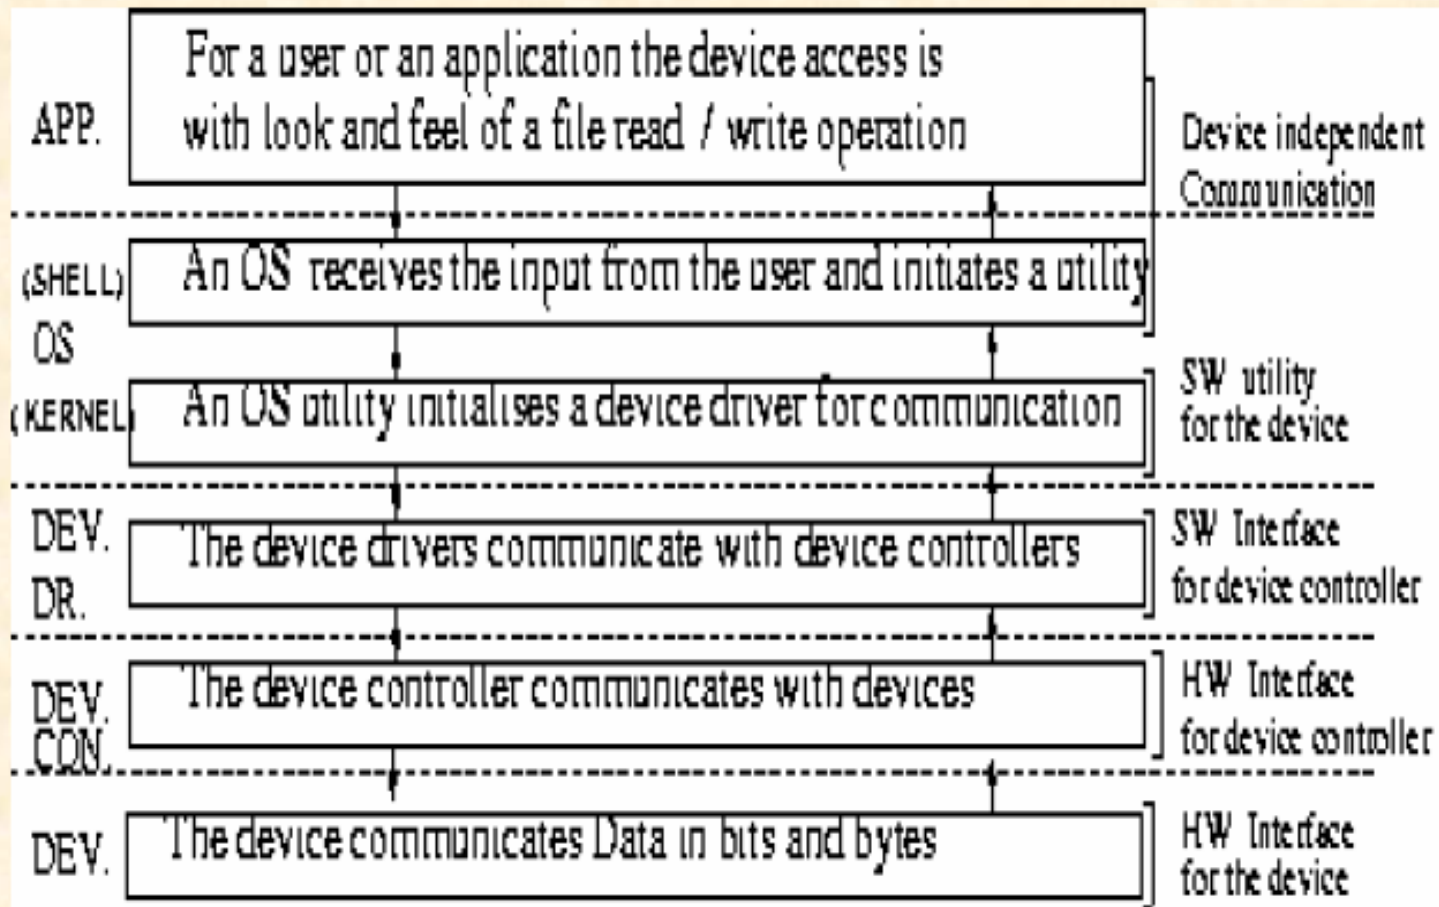 For a user or an application the device access is
with look and feel of a file read / write operation
APP.
Device independent
Communication
(SHELL)
An OS receives the input from the user and initiates a utility
OS
(KERNEL)
An OS utility initialises a device driver for communication
SW utility
for the device
DEV.
DR.
The device drivers communicate with device controllers
SW Interface
for device controller
DEV.
CON.
The device controller communicates with devices
HW Interface
for device controller
DEV.
The device communicates Data in bits and bytes
HW Interface
for the device